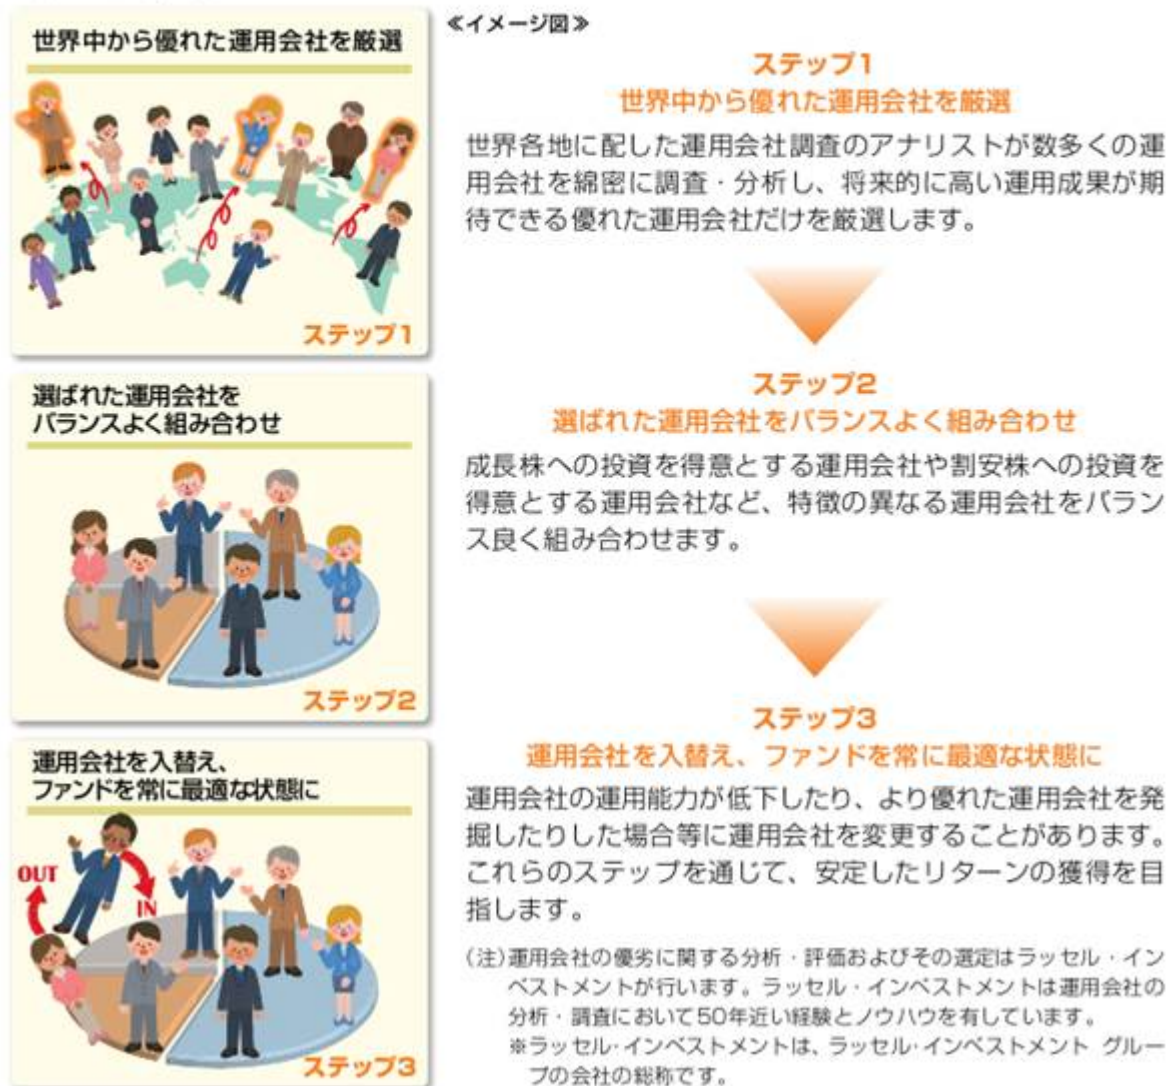 世界中から優れた運用会社を厳選
ステップ1
≪イメージ図≫
ステップ1
世界中から優れた運用会社を厳選
世界各地に配した運用会社調査のアナリストが数多くの運
用会社を綿密に調査・分析し、将来的に高い運用成果が期
待できる優れた運用会社だけを厳選します。
選ばれた運用会社を
バランスよく組み合わせ
ステップ2
ステップ2
選ばれた運用会社をバランスよく組み合わせ
成長株への投資を得意とする運用会社や割安株への投資を
得意とする運用会社など、特徴の異なる運用会社をバラン
ス良く組み合わせます。
運用会社を入替え、
ファンドを常に最適な状態に
OUT
IN
ステップ3
ステップ3
運用会社を入替え、ファンドを常に最適な状態に
運用会社の運用能力が低下したり、より優れた運用会社を発
掘したりした場合等に運用会社を変更することがあります。
これらのステップを通じて、安定したリターンの獲得を目
指します。
(注)運用会社の優劣に関する分析・評価およびその選定はラッセル・イン
ベストメントが行います。ラッセル・インベストメントは運用会社の
分析・調査において50年近い経験とノウハウを有しています。
※ラッセル・インベストメントは、ラッセル・インベストメント グルー
プの会社の総称です。